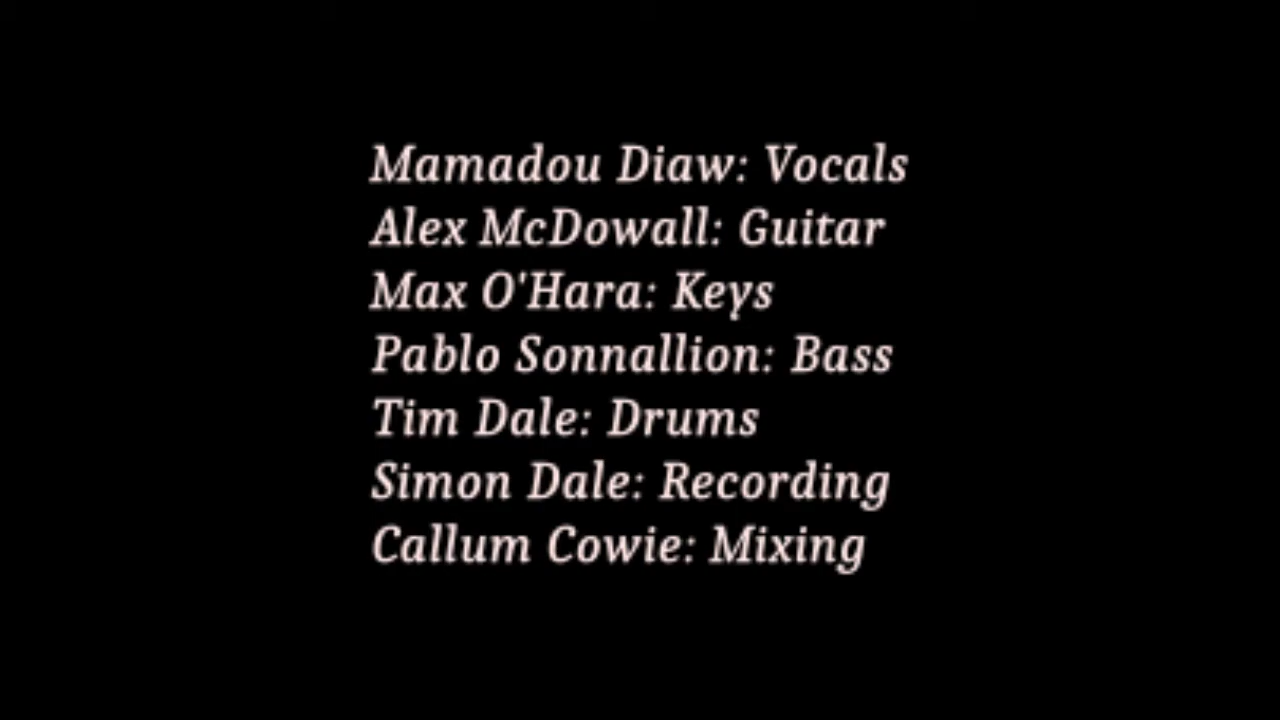 Mamadou Diaw: Vocals
Alex McDowall: Guitar
Max O'Hara: Keys
Pablo Sonnallion: Bass
Tim Dale: Drums
Simon Dale: Recording
Callum Cowie: Mixing